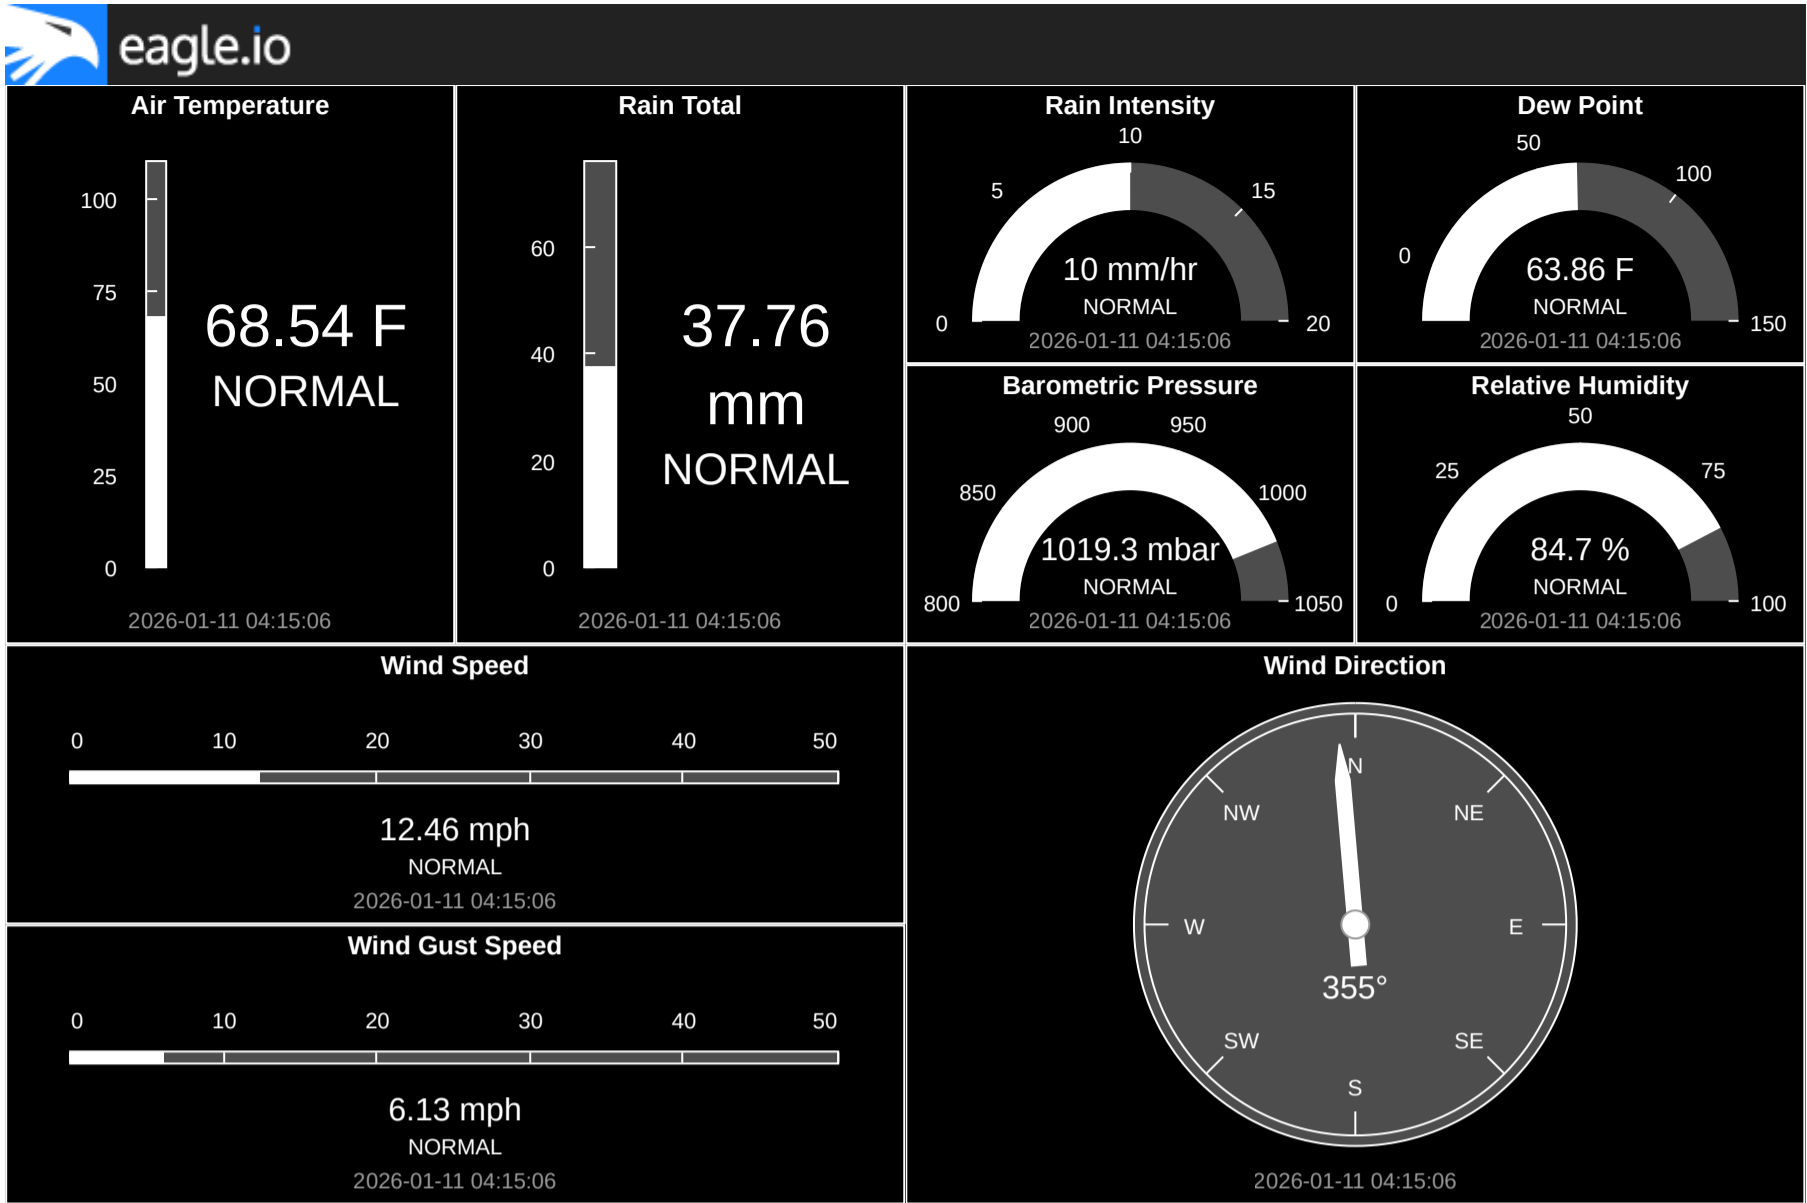 eagle.io
Air Temperature
100
75
50
25
0
68.54 F
NORMAL
2026-01-11 04:15:06
Rain Total
60
40
20
0
37.76
mm
NORMAL
2026-01-11 04:15:06
Rain Intensity
0
5
10
15
20
10 mm/hr
NORMAL
2026-01-11 04:15:06
Dew Point
0
50
100
150
63.86 F
NORMAL
2026-01-11 04:15:06
Barometric Pressure
800
850
900
950
1000
1050
1019.3 mbar
NORMAL
2026-01-11 04:15:06
Relative Humidity
0
25
50
75
100
84.7 %
NORMAL
2026-01-11 04:15:06
Wind Speed
0 10 20 30 40 50
12.46 mph
NORMAL
2026-01-11 04:15:06
Wind Gust Speed
0 10 20 30 40 50
6.13 mph
NORMAL
2026-01-11 04:15:06
Wind Direction
N
NW NE
W E
355°
SW SE
S
2026-01-11 04:15:06